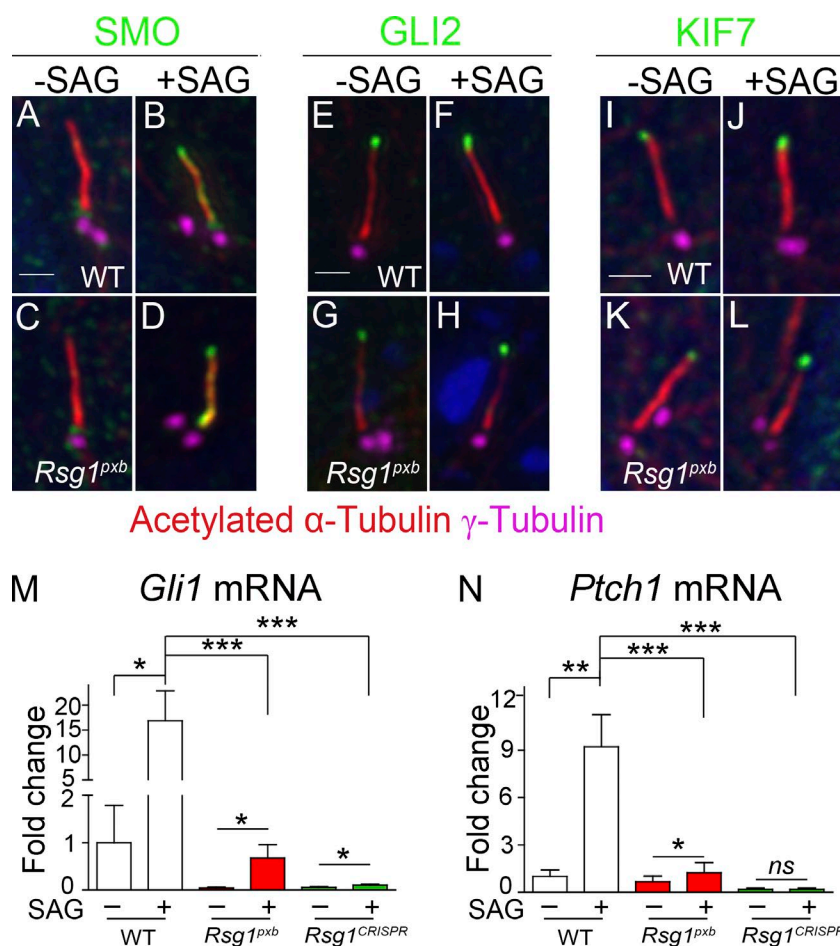 SMO GLI2 KIF7
-SAG +SAG -SAG +SAG -SAG +SAG
A B E F I J
WT WT WT
C D G H K L
Rsg1pxb Rsg1pxb Rsg1pxb
Acetylated α-Tubulin γ-Tubulin
M Gli1 mRNA N Ptch1 mRNA
*** ***
* *** ** ***
Fold change Fold change
20 12
15
10 9
5 6
2
1 * * 3 * ns
0 0
SAG – + – + – + SAG – + – + – +
WT Rsg1pxb Rsg1CRISPR WT Rsg1pxb Rsg1CRISPR